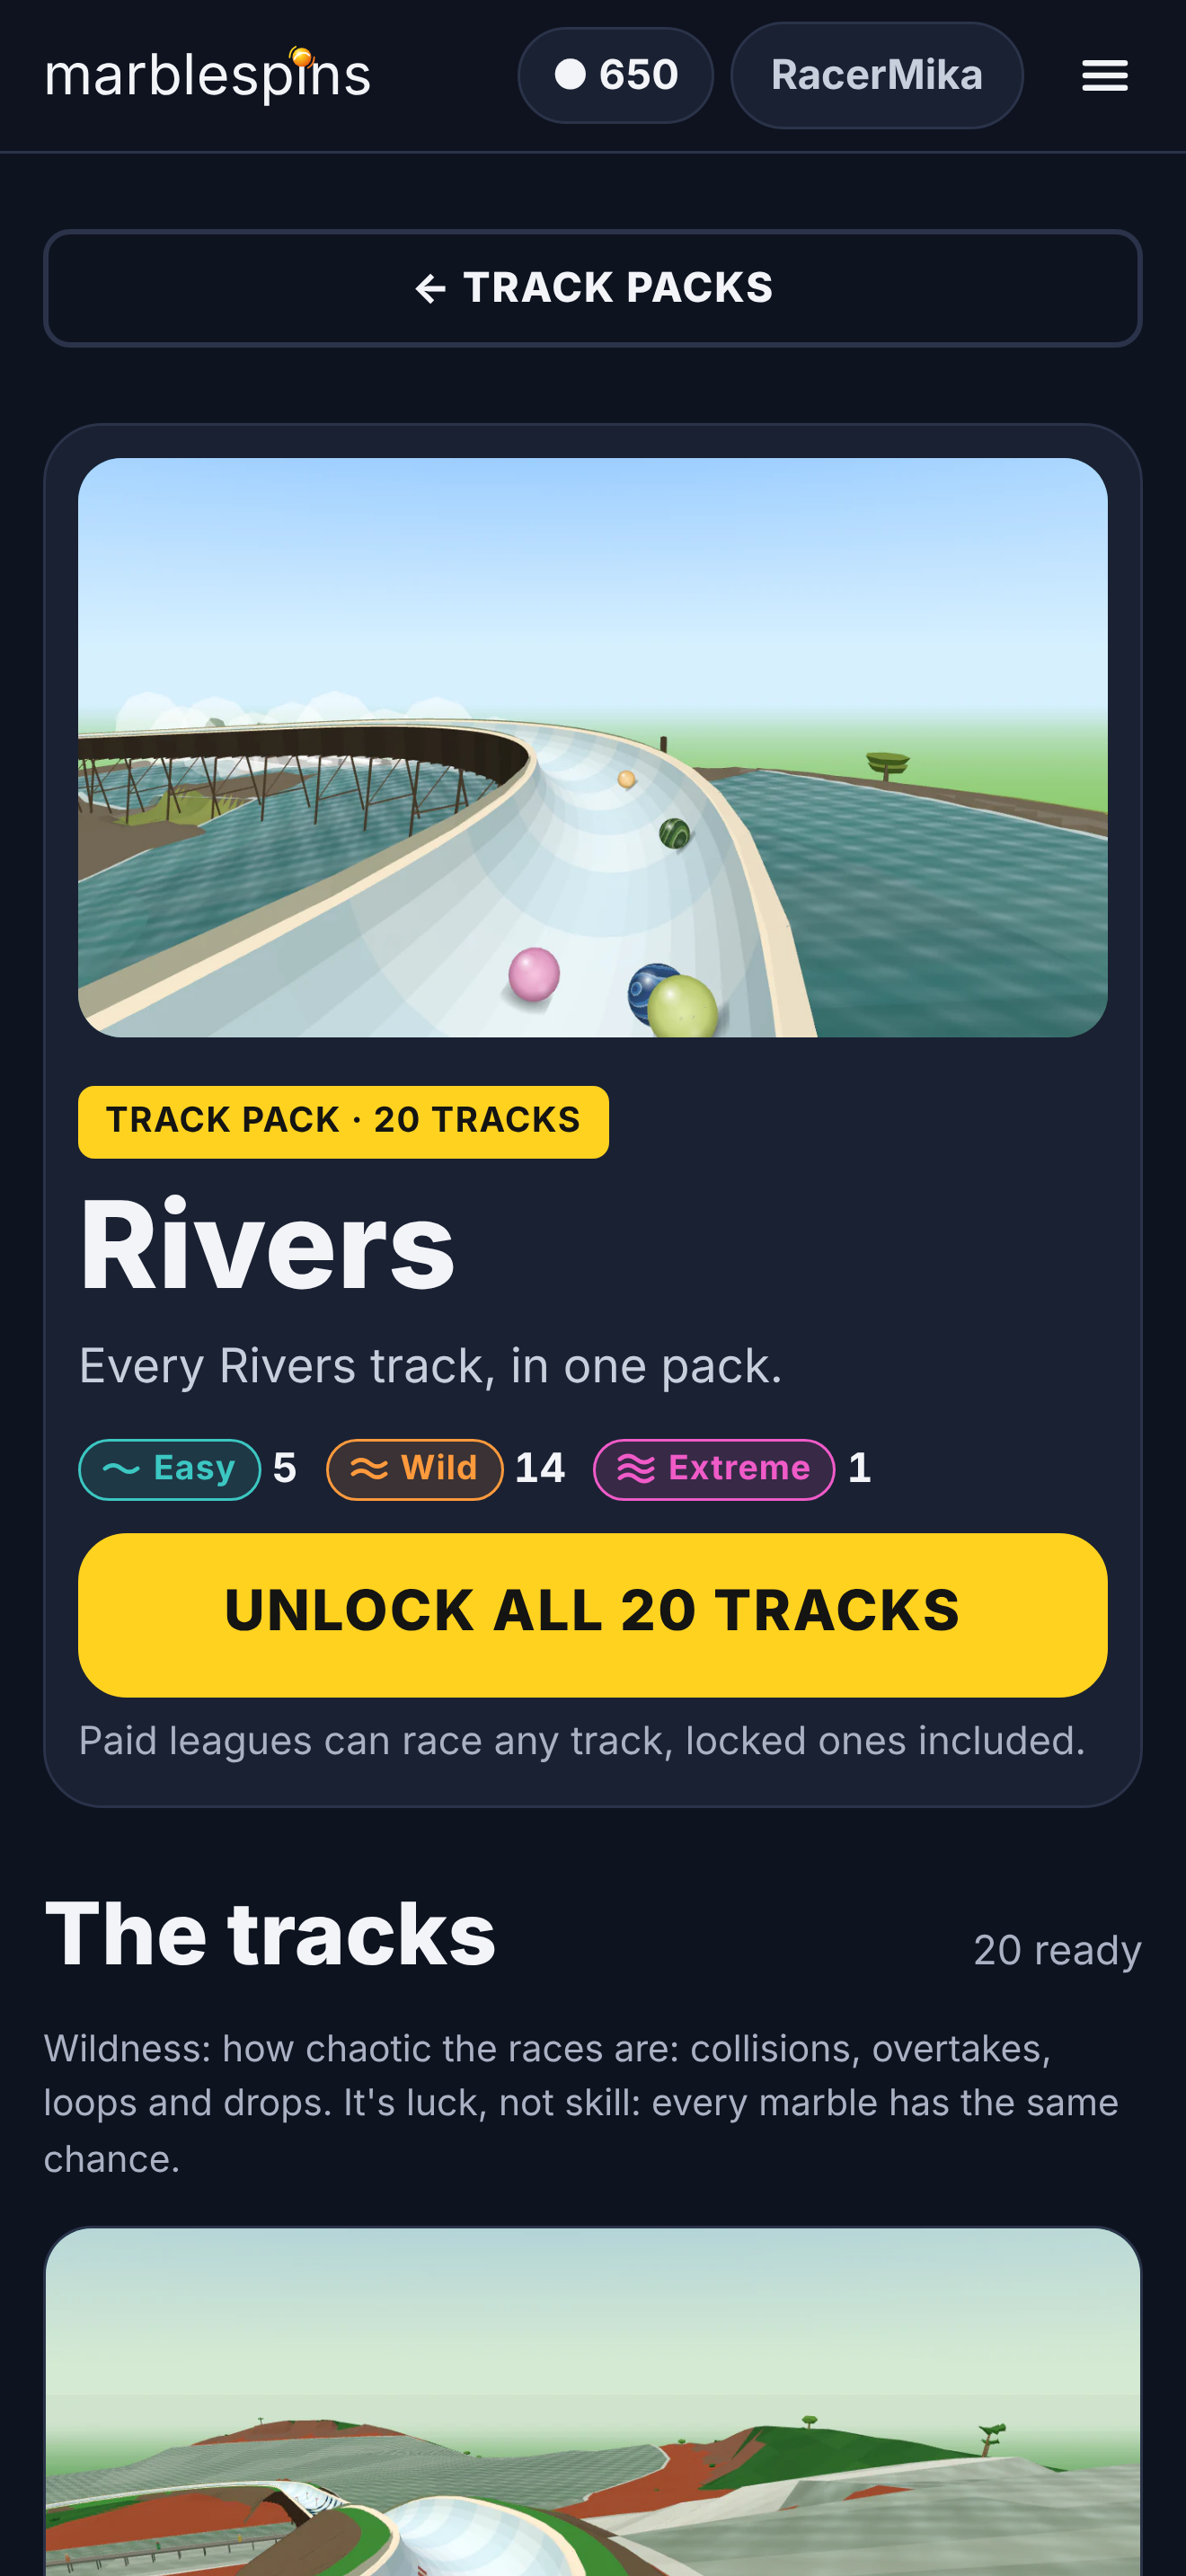 marblespins
650
RacerMika
← TRACK PACKS
TRACK PACK · 20 TRACKS
Rivers
Every Rivers track, in one pack.
Easy 5 Wild 14 Extreme 1
UNLOCK ALL 20 TRACKS
Paid leagues can race any track, locked ones included.
The tracks
20 ready
Wildness: how chaotic the races are: collisions, overtakes,
loops and drops. It's luck, not skill: every marble has the same
chance.